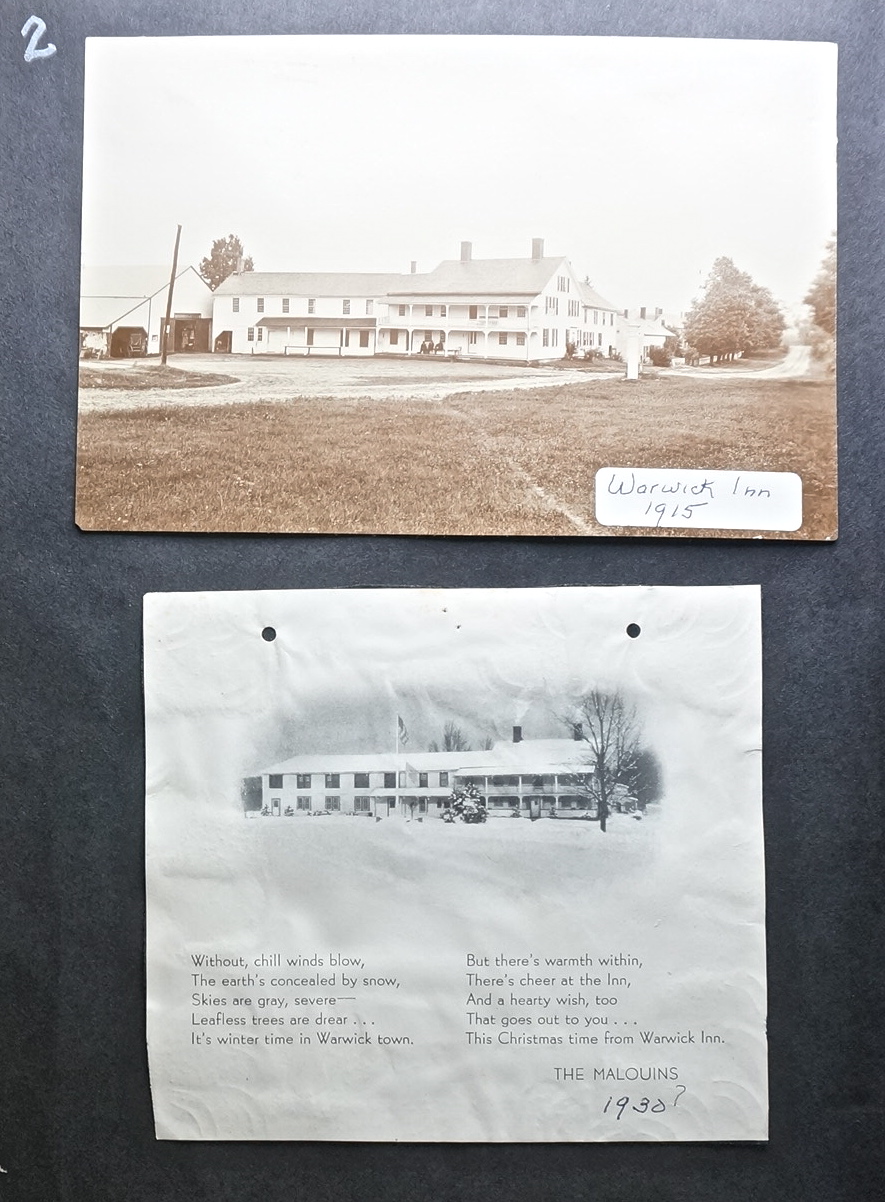 2
Warwick Inn
1915
Without, chill winds blow,
The earth's concealed by snow,
Skies are gray, severe—
Leafless trees are drear . . .
It's winter time in Warwick town.
But there's warmth within,
There's cheer at the Inn,
And a hearty wish, too
That goes out to you . . .
This Christmas time from Warwick Inn.
THE MALOUINS
1930?